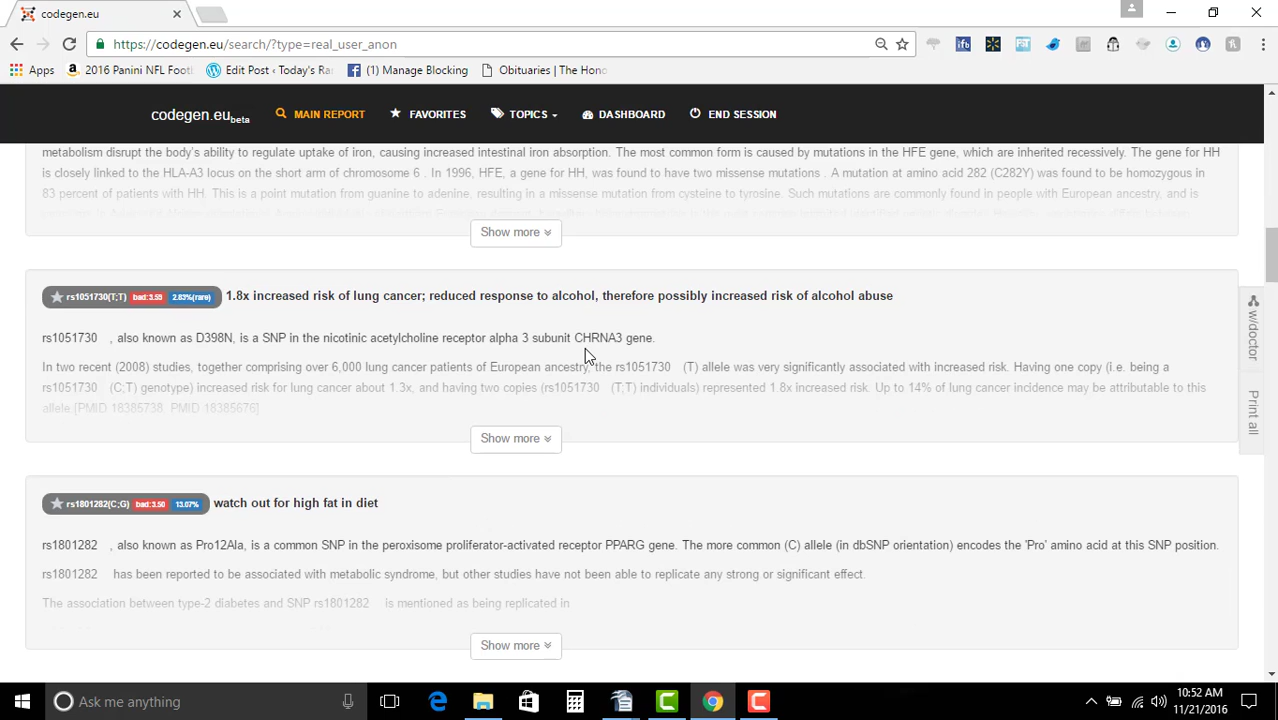 codegen.eu
https://codegen.eu/search/?type=real_user_anon
Apps
2016 Panini NFL Footl
Edit Post ‹ Today's Ra
(1) Manage Blocking
Obituaries | The Hono
codegen.eu beta
MAIN REPORT
FAVORITES
TOPICS
DASHBOARD
END SESSION
metabolism disrupt the body's ability to regulate uptake of iron, causing increased intestinal iron absorption. The most common form is caused by mutations in the HFE gene, which are inherited recessively. The gene for HH
is closely linked to the HLA-A3 locus on the short arm of chromosome 6 . In 1996, HFE, a gene for HH, was found to have two missense mutations . A mutation at amino acid 282 (C282Y) was found to be homozygous in
83 percent of patients with HH. This is a point mutation from guanine to adenine, resulting in a missense mutation from cysteine to tyrosine. Such mutations are commonly found in people with European ancestry, and is
Show more
rs1051730(T;T) bad:3.55 2.83%(rare) 1.8x increased risk of lung cancer; reduced response to alcohol, therefore possibly increased risk of alcohol abuse
rs1051730 , also known as D398N, is a SNP in the nicotinic acetylcholine receptor alpha 3 subunit CHRNA3 gene.
In two recent (2008) studies, together comprising over 6,000 lung cancer patients of European ancestry, the rs1051730 (T) allele was very significantly associated with increased risk. Having one copy (i.e. being a
rs1051730 (C;T) genotype) increased risk for lung cancer about 1.3x, and having two copies (rs1051730 (T;T) individuals) represented 1.8x increased risk. Up to 14% of lung cancer incidence may be attributable to this
allele.[PMID 18385738, PMID 18385676]
Show more
rs1801282(C;G) bad:3.50 13.07% watch out for high fat in diet
rs1801282 , also known as Pro12Ala, is a common SNP in the peroxisome proliferator-activated receptor PPARG gene. The more common (C) allele (in dbSNP orientation) encodes the 'Pro' amino acid at this SNP position.
rs1801282 has been reported to be associated with metabolic syndrome, but other studies have not been able to replicate any strong or significant effect.
The association between type-2 diabetes and SNP rs1801282 is mentioned as being replicated in
Show more
w/doctor
Print all
Ask me anything
10:52 AM
11/21/2016